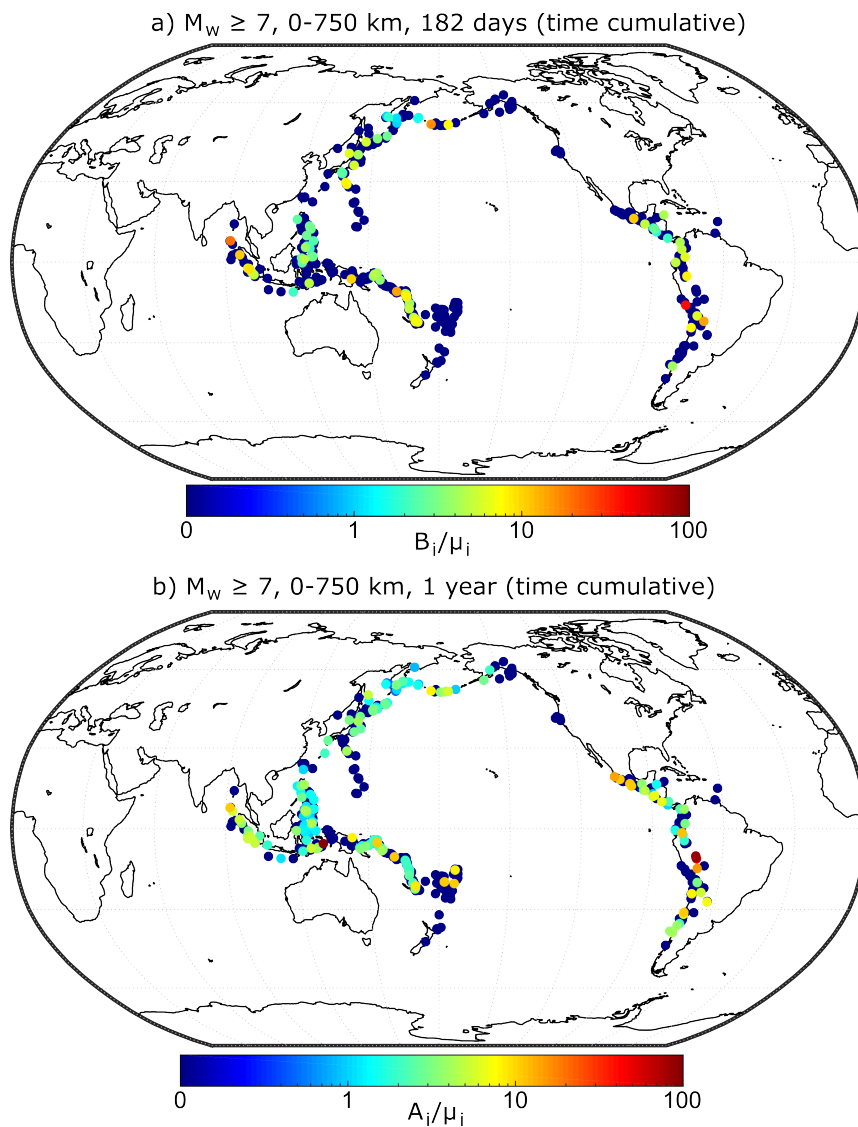 a) M_w ≥ 7, 0-750 km, 182 days (time cumulative)
0 1 10 100
B_i/μ_i
b) M_w ≥ 7, 0-750 km, 1 year (time cumulative)
0 1 10 100
A_i/μ_i